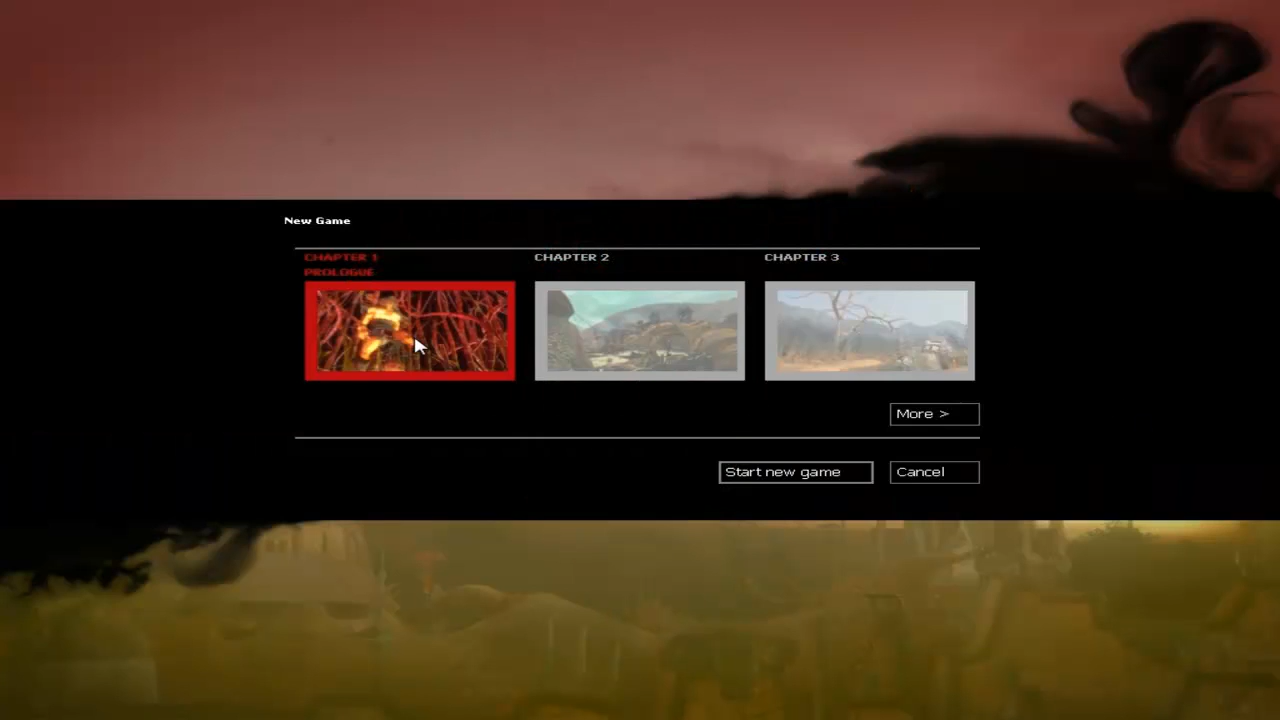 New Game
CHAPTER 1
PROLOGUE
CHAPTER 2
CHAPTER 3
More >
Start new game
Cancel